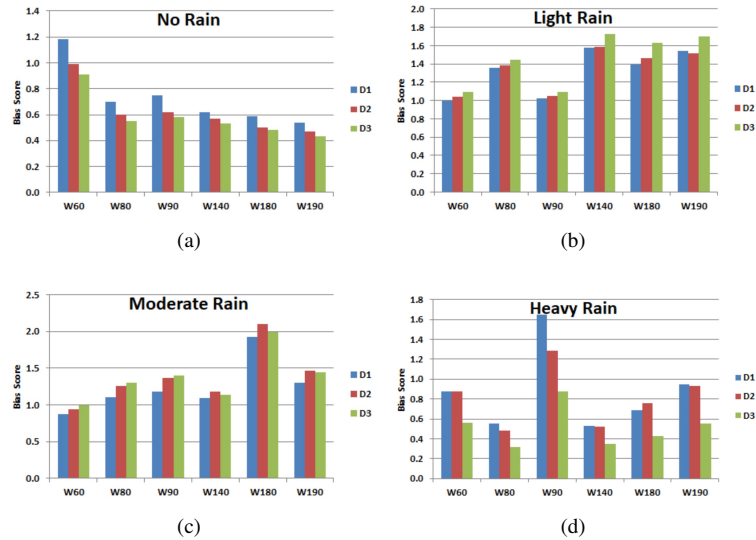 No Rain
Bias Score
1.4
1.2
1.0
0.8
0.6
0.4
0.2
0.0
W60 W80 W90 W140 W180 W190
D1
D2
D3
(a)
Light Rain
Bias Score
2.0
1.8
1.6
1.4
1.2
1.0
0.8
0.6
0.4
0.2
0.0
W60 W80 W90 W140 W180 W190
D1
D2
D3
(b)
Moderate Rain
Bias Score
2.5
2.0
1.5
1.0
0.5
0.0
W60 W80 W90 W140 W180 W190
D1
D2
D3
(c)
Heavy Rain
Bias Score
1.8
1.6
1.4
1.2
1.0
0.8
0.6
0.4
0.2
0.0
W60 W80 W90 W140 W180 W190
D1
D2
D3
(d)